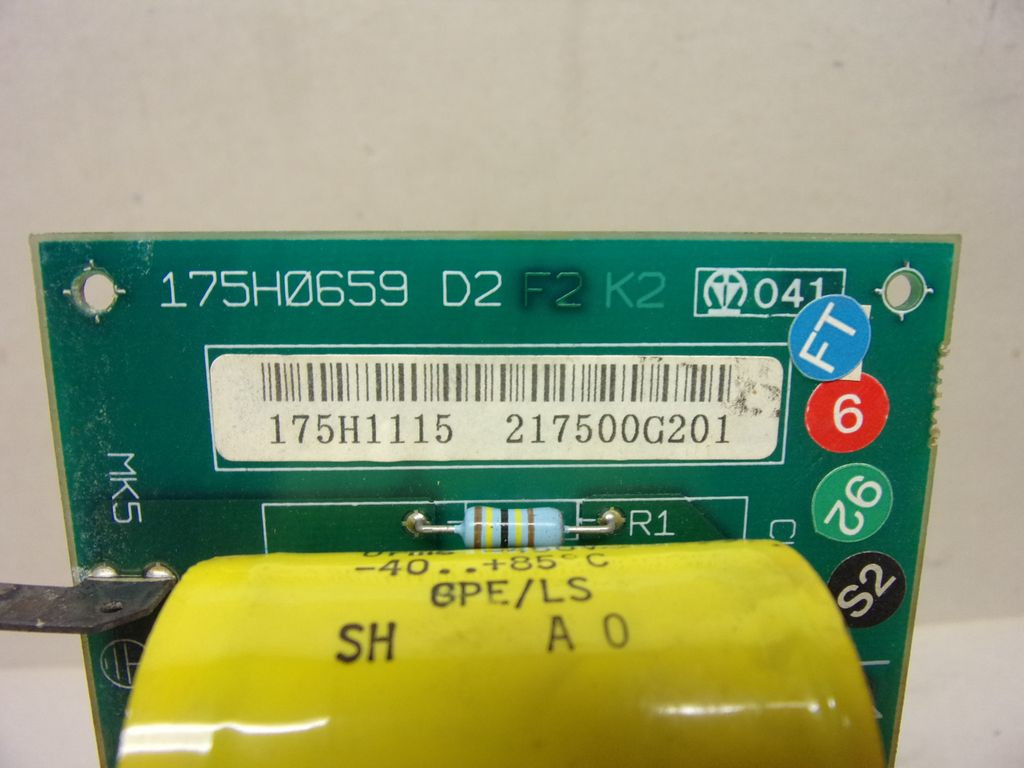 175H0659 D2 F2 K2 041
FT
175H1115 217500G201
6
MK5
92
R1
S2
-40..+85°C
GPE/LS
SH A 0